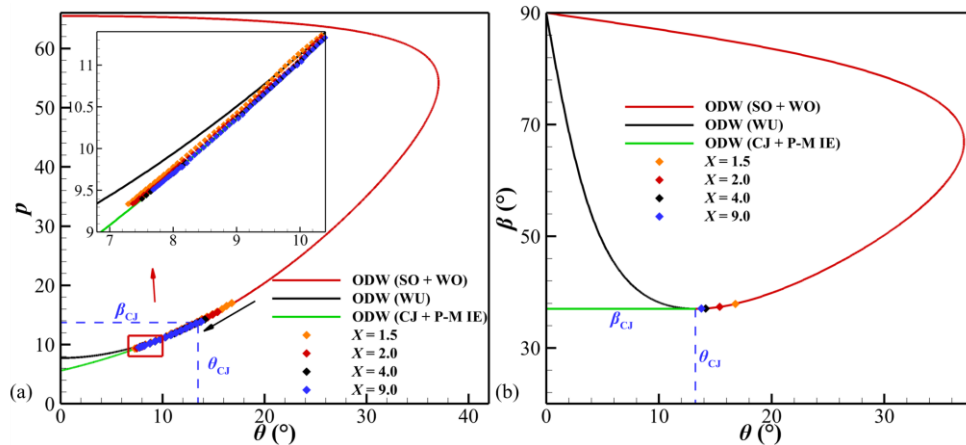 60
50
40
30
20
10
0
p
11
10.5
10
9.5
9
7
8
9
10
β_CJ
θ_CJ
ODW (SO + WO)
ODW (WU)
ODW (CJ + P-M IE)
X = 1.5
X = 2.0
X = 4.0
X = 9.0
(a)
0
10
20
30
40
θ (°)
90
70
50
30
β (°)
ODW (SO + WO)
ODW (WU)
ODW (CJ + P-M IE)
X = 1.5
X = 2.0
X = 4.0
X = 9.0
β_CJ
θ_CJ
(b)
0
10
20
30
θ (°)